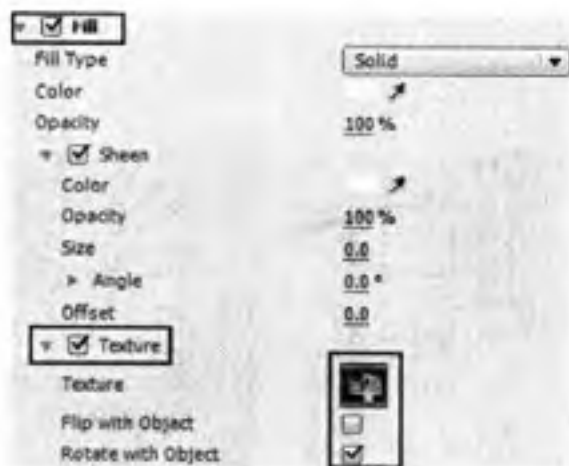 Fill
Fill Type Solid
Color
Opacity 100 %
Sheen
Color
Opacity 100 %
Size 0.0
Angle 0.0 °
Offset 0.0
Texture
Texture
Flip with Object
Rotate with Object